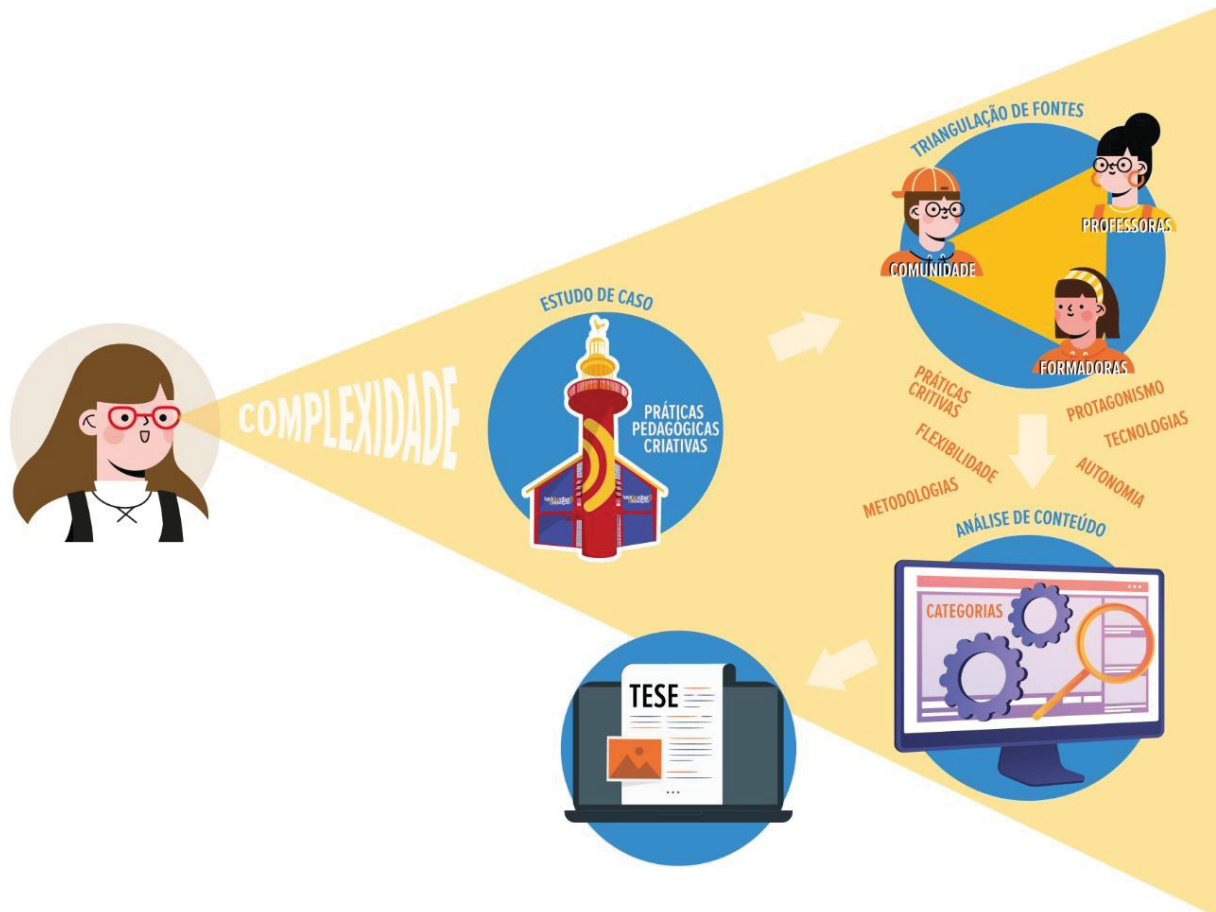 COMPLEXIDADE
ESTUDO DE CASO
PRÁTICAS
PEDAGÓGICAS
CRIATIVAS
TRIANGULAÇÃO DE FONTES
PROFESSORAS
COMUNIDADE
FORMADORAS
PRÁTICAS
CRITIVAS
PROTAGONISMO
FLEXIBILIDADE
TECNOLOGIAS
METODOLOGIAS
AUTONOMIA
ANÁLISE DE CONTEÚDO
CATEGORIAS
TESE
...